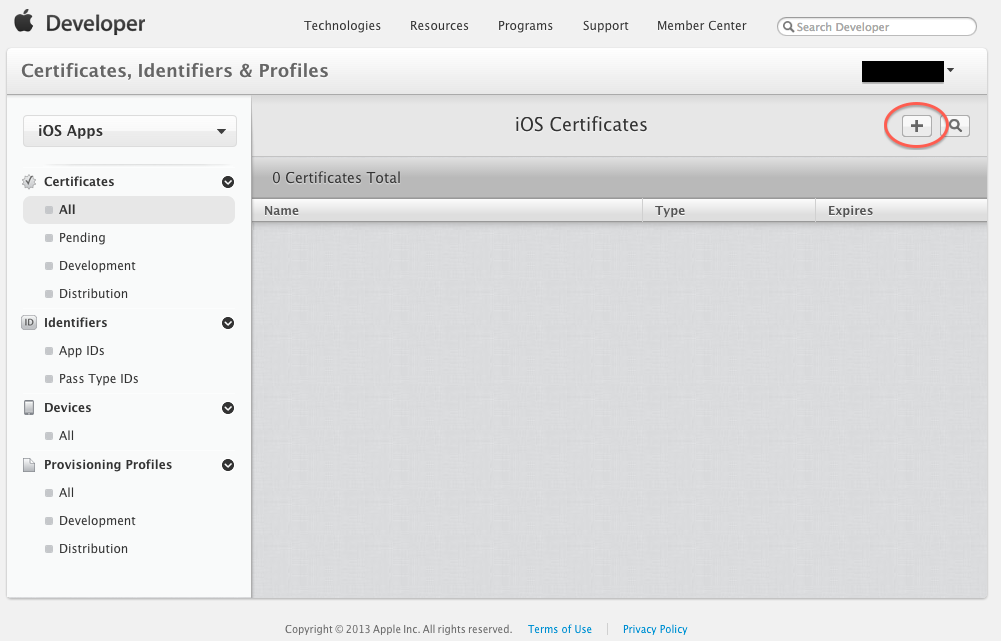 Developer
Technologies Resources Programs Support Member Center Search Developer
Certificates, Identifiers & Profiles
iOS Apps
Certificates
All
Pending
Development
Distribution
ID Identifiers
App IDs
Pass Type IDs
Devices
All
Provisioning Profiles
All
Development
Distribution
iOS Certificates
0 Certificates Total
Name Type Expires
Copyright © 2013 Apple Inc. All rights reserved. Terms of Use Privacy Policy